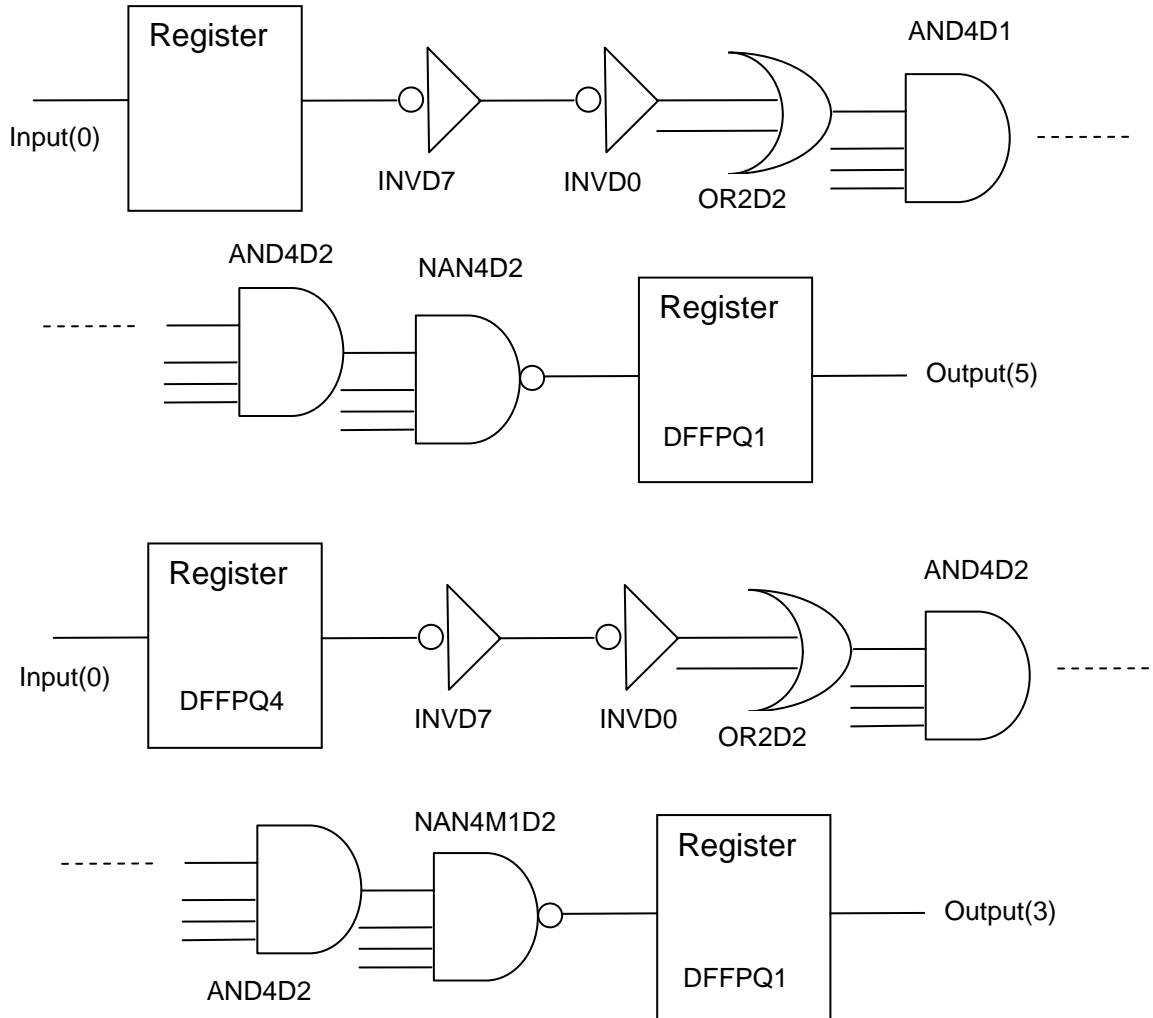 Register
AND4D1
Input(0)
INVD7
INVD0
OR2D2
AND4D2
NAN4D2
Register
DFFPQ1
Output(5)
Register
AND4D2
Input(0)
DFFPQ4
INVD7
INVD0
OR2D2
NAN4M1D2
Register
AND4D2
DFFPQ1
Output(3)